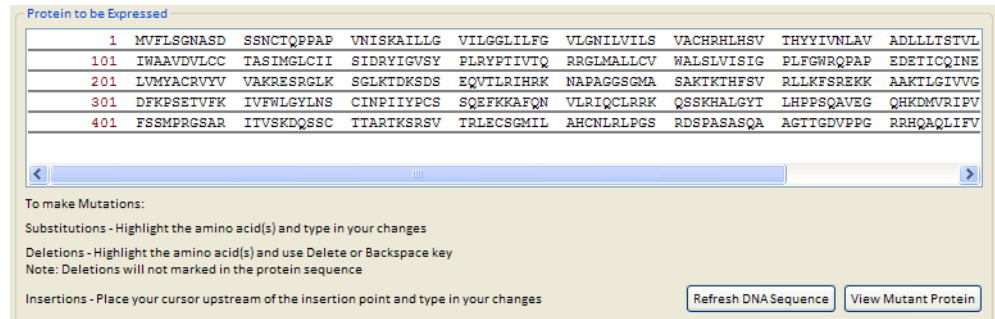 Protein to be Expressed
1 MVFLSGNASD SSNCTQPPAP VNISKAILLG VILGGLILFG VLGNILVILS VACHRHLHSV THYYIVNLAV ADLLLTSTVL
101 IWAAVDVLCC TASIMGLCII SIDRYIGVSY PLRYPTIVTQ RRGLMALLCV WALSLVISIG PLFGWRQPAP EDETICQINE
201 LVMYACRVYV VAKRESRGLK SGLKTDKSDS EQVTLRIHRK NAPAGGSGMA SAKTKTHFSV RLLKFSREKK AAKTLGIVVG
301 DFKPSETVFK IVFWLGYLNS CINPIIYPCS SQEFKKAFQN VLRIQCLRRK QSSKHALGYT LHPPSQAVEG QHKDMVRIPV
401 FSSMPRGSAR ITVSKDQSSC TTARTKSRSV TRLECSGMIL AHCNLRLPGS RDSPASASQA AGTTGDVPPG RRHQAQLIFV
To make Mutations:
Substitutions - Highlight the amino acid(s) and type in your changes
Deletions - Highlight the amino acid(s) and use Delete or Backspace key
Note: Deletions will not marked in the protein sequence
Insertions - Place your cursor upstream of the insertion point and type in your changes
Refresh DNA Sequence
View Mutant Protein